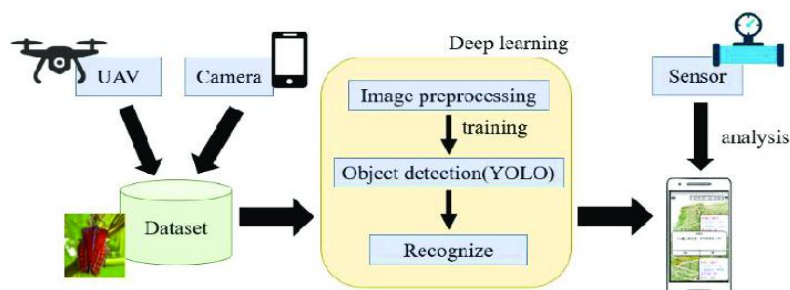 Deep learning
UAV
Camera
Sensor
Image preprocessing
training
analysis
Object detection(YOLO)
Dataset
Recognize